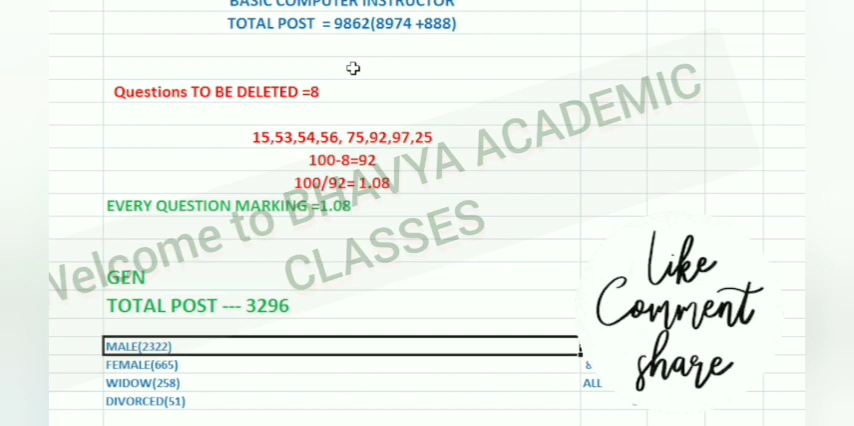 BASIC COMPUTER INSTRUCTOR
TOTAL POST = 9862(8974 +888)
Questions TO BE DELETED =8
15,53,54,56, 75,92,97,25
100-8=92
100/92= 1.08
EVERY QUESTION MARKING =1.08
Welcome to BHAVYA ACADEMIC
CLASSES
GEN
TOTAL POST --- 3296
MALE(2322)
FEMALE(665)
WIDOW(258)
ALL
DIVORCED(51)
like
Comment
share